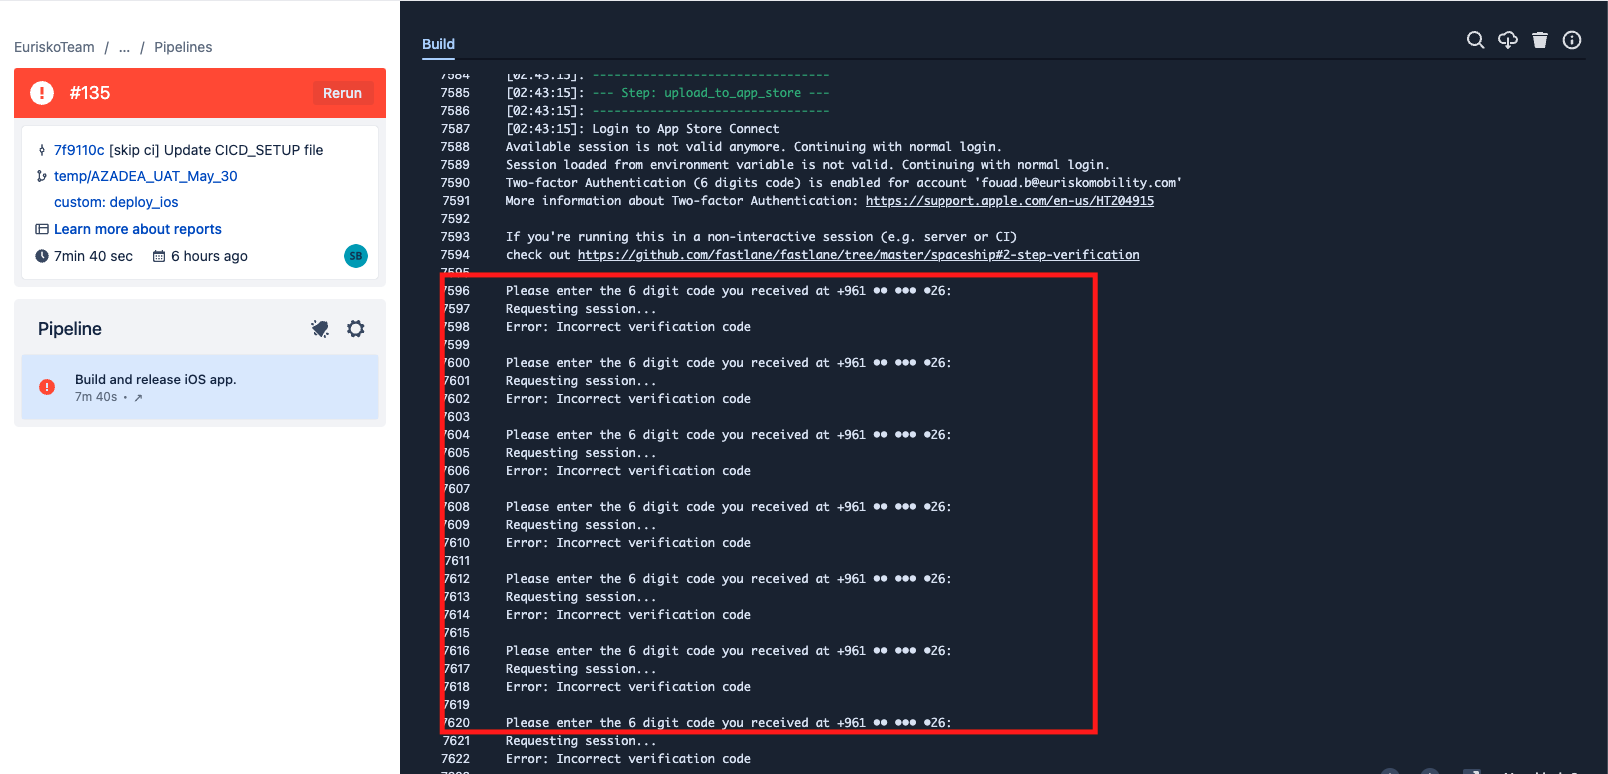 EuriskoTeam / ... / Pipelines
#135
Rerun
7f9110c [skip ci] Update CICD_SETUP file
temp/AZADEA_UAT_May_30
custom: deploy_ios
Learn more about reports
7min 40 sec 6 hours ago
SB
Pipeline
Build and release iOS app.
7m 40s • ↗
Build
7584 [02:43:15]: ---------------------------------
7585 [02:43:15]: --- Step: upload_to_app_store ---
7586 [02:43:15]: ---------------------------------
7587 [02:43:15]: Login to App Store Connect
7588 Available session is not valid anymore. Continuing with normal login.
7589 Session loaded from environment variable is not valid. Continuing with normal login.
7590 Two-factor Authentication (6 digits code) is enabled for account 'fouad.b@euriskomobility.com'
7591 More information about Two-factor Authentication: https://support.apple.com/en-us/HT204915
7592
7593 If you're running this in a non-interactive session (e.g. server or CI)
7594 check out https://github.com/fastlane/fastlane/tree/master/spaceship#2-step-verification
7595
7596 Please enter the 6 digit code you received at +961 •• ••• •26:
7597 Requesting session...
7598 Error: Incorrect verification code
7599
7600 Please enter the 6 digit code you received at +961 •• ••• •26:
7601 Requesting session...
7602 Error: Incorrect verification code
7603
7604 Please enter the 6 digit code you received at +961 •• ••• •26:
7605 Requesting session...
7606 Error: Incorrect verification code
7607
7608 Please enter the 6 digit code you received at +961 •• ••• •26:
7609 Requesting session...
7610 Error: Incorrect verification code
7611
7612 Please enter the 6 digit code you received at +961 •• ••• •26:
7613 Requesting session...
7614 Error: Incorrect verification code
7615
7616 Please enter the 6 digit code you received at +961 •• ••• •26:
7617 Requesting session...
7618 Error: Incorrect verification code
7619
7620 Please enter the 6 digit code you received at +961 •• ••• •26:
7621 Requesting session...
7622 Error: Incorrect verification code